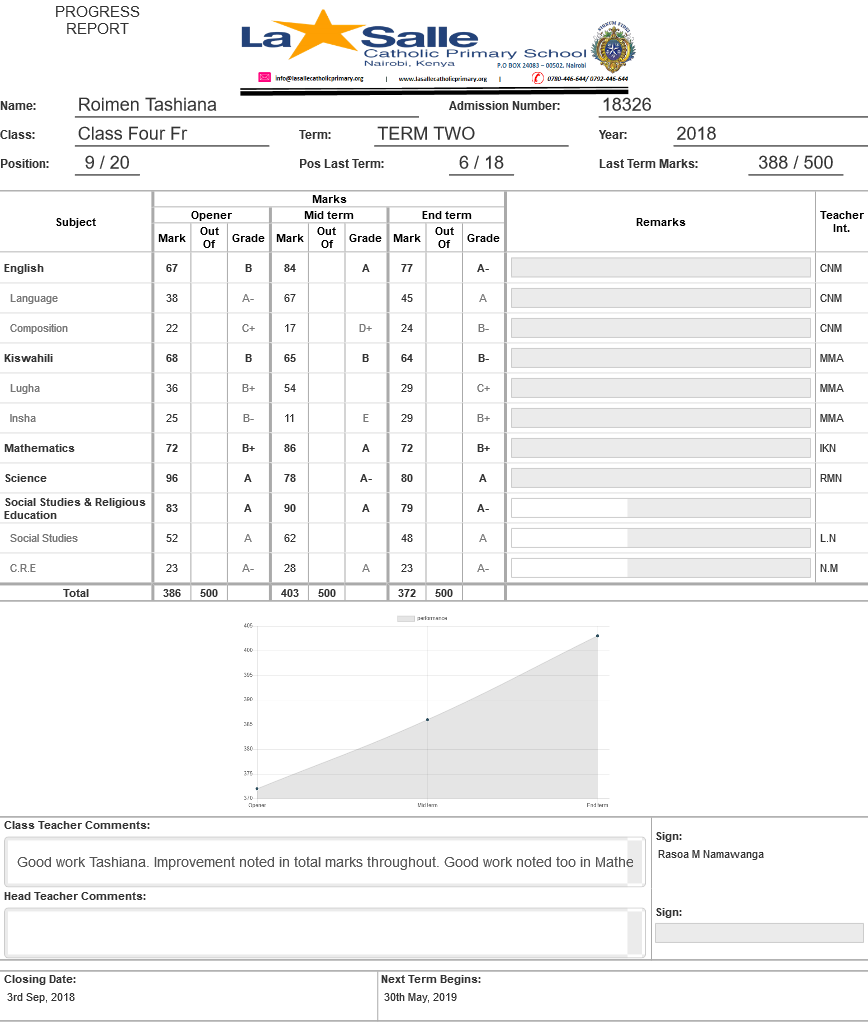 PROGRESS
REPORT
La Salle
Catholic Primary School
Nairobi, Kenya
P.O BOX 24083 – 00502, Nairobi
info@lasallecatholicprimary.org | www.lasallecatholicprimary.org | 0780-446-644/ 0792-446-644
Name: Roimen Tashiana Admission Number: 18326
Class: Class Four Fr Term: TERM TWO Year: 2018
Position: 9 / 20 Pos Last Term: 6 / 18 Last Term Marks: 388 / 500
Subject Marks Remarks Teacher Int.
Opener Mid term End term
Mark Out Of Grade Mark Out Of Grade Mark Out Of Grade
English 67 B 84 A 77 A- CNM
Language 38 A- 67 45 A CNM
Composition 22 C+ 17 D+ 24 B- CNM
Kiswahili 68 B 65 B 64 B- MMA
Lugha 36 B+ 54 29 C+ MMA
Insha 25 B- 11 E 29 B+ MMA
Mathematics 72 B+ 86 A 72 B+ IKN
Science 96 A 78 A- 80 A RMN
Social Studies & Religious
Education 83 A 90 A 79 A-
Social Studies 52 A 62 48 A L.N
C.R.E 23 A- 28 A 23 A- N.M
Total 386 500 403 500 372 500
performance
405
400
395
390
385
380
375
370
Opener Mid term End term
Class Teacher Comments:
Good work Tashiana. Improvement noted in total marks throughout. Good work noted too in Mathe
Sign:
Rasoa M Namawanga
Head Teacher Comments:
Sign:
Closing Date: Next Term Begins:
3rd Sep, 2018 30th May, 2019